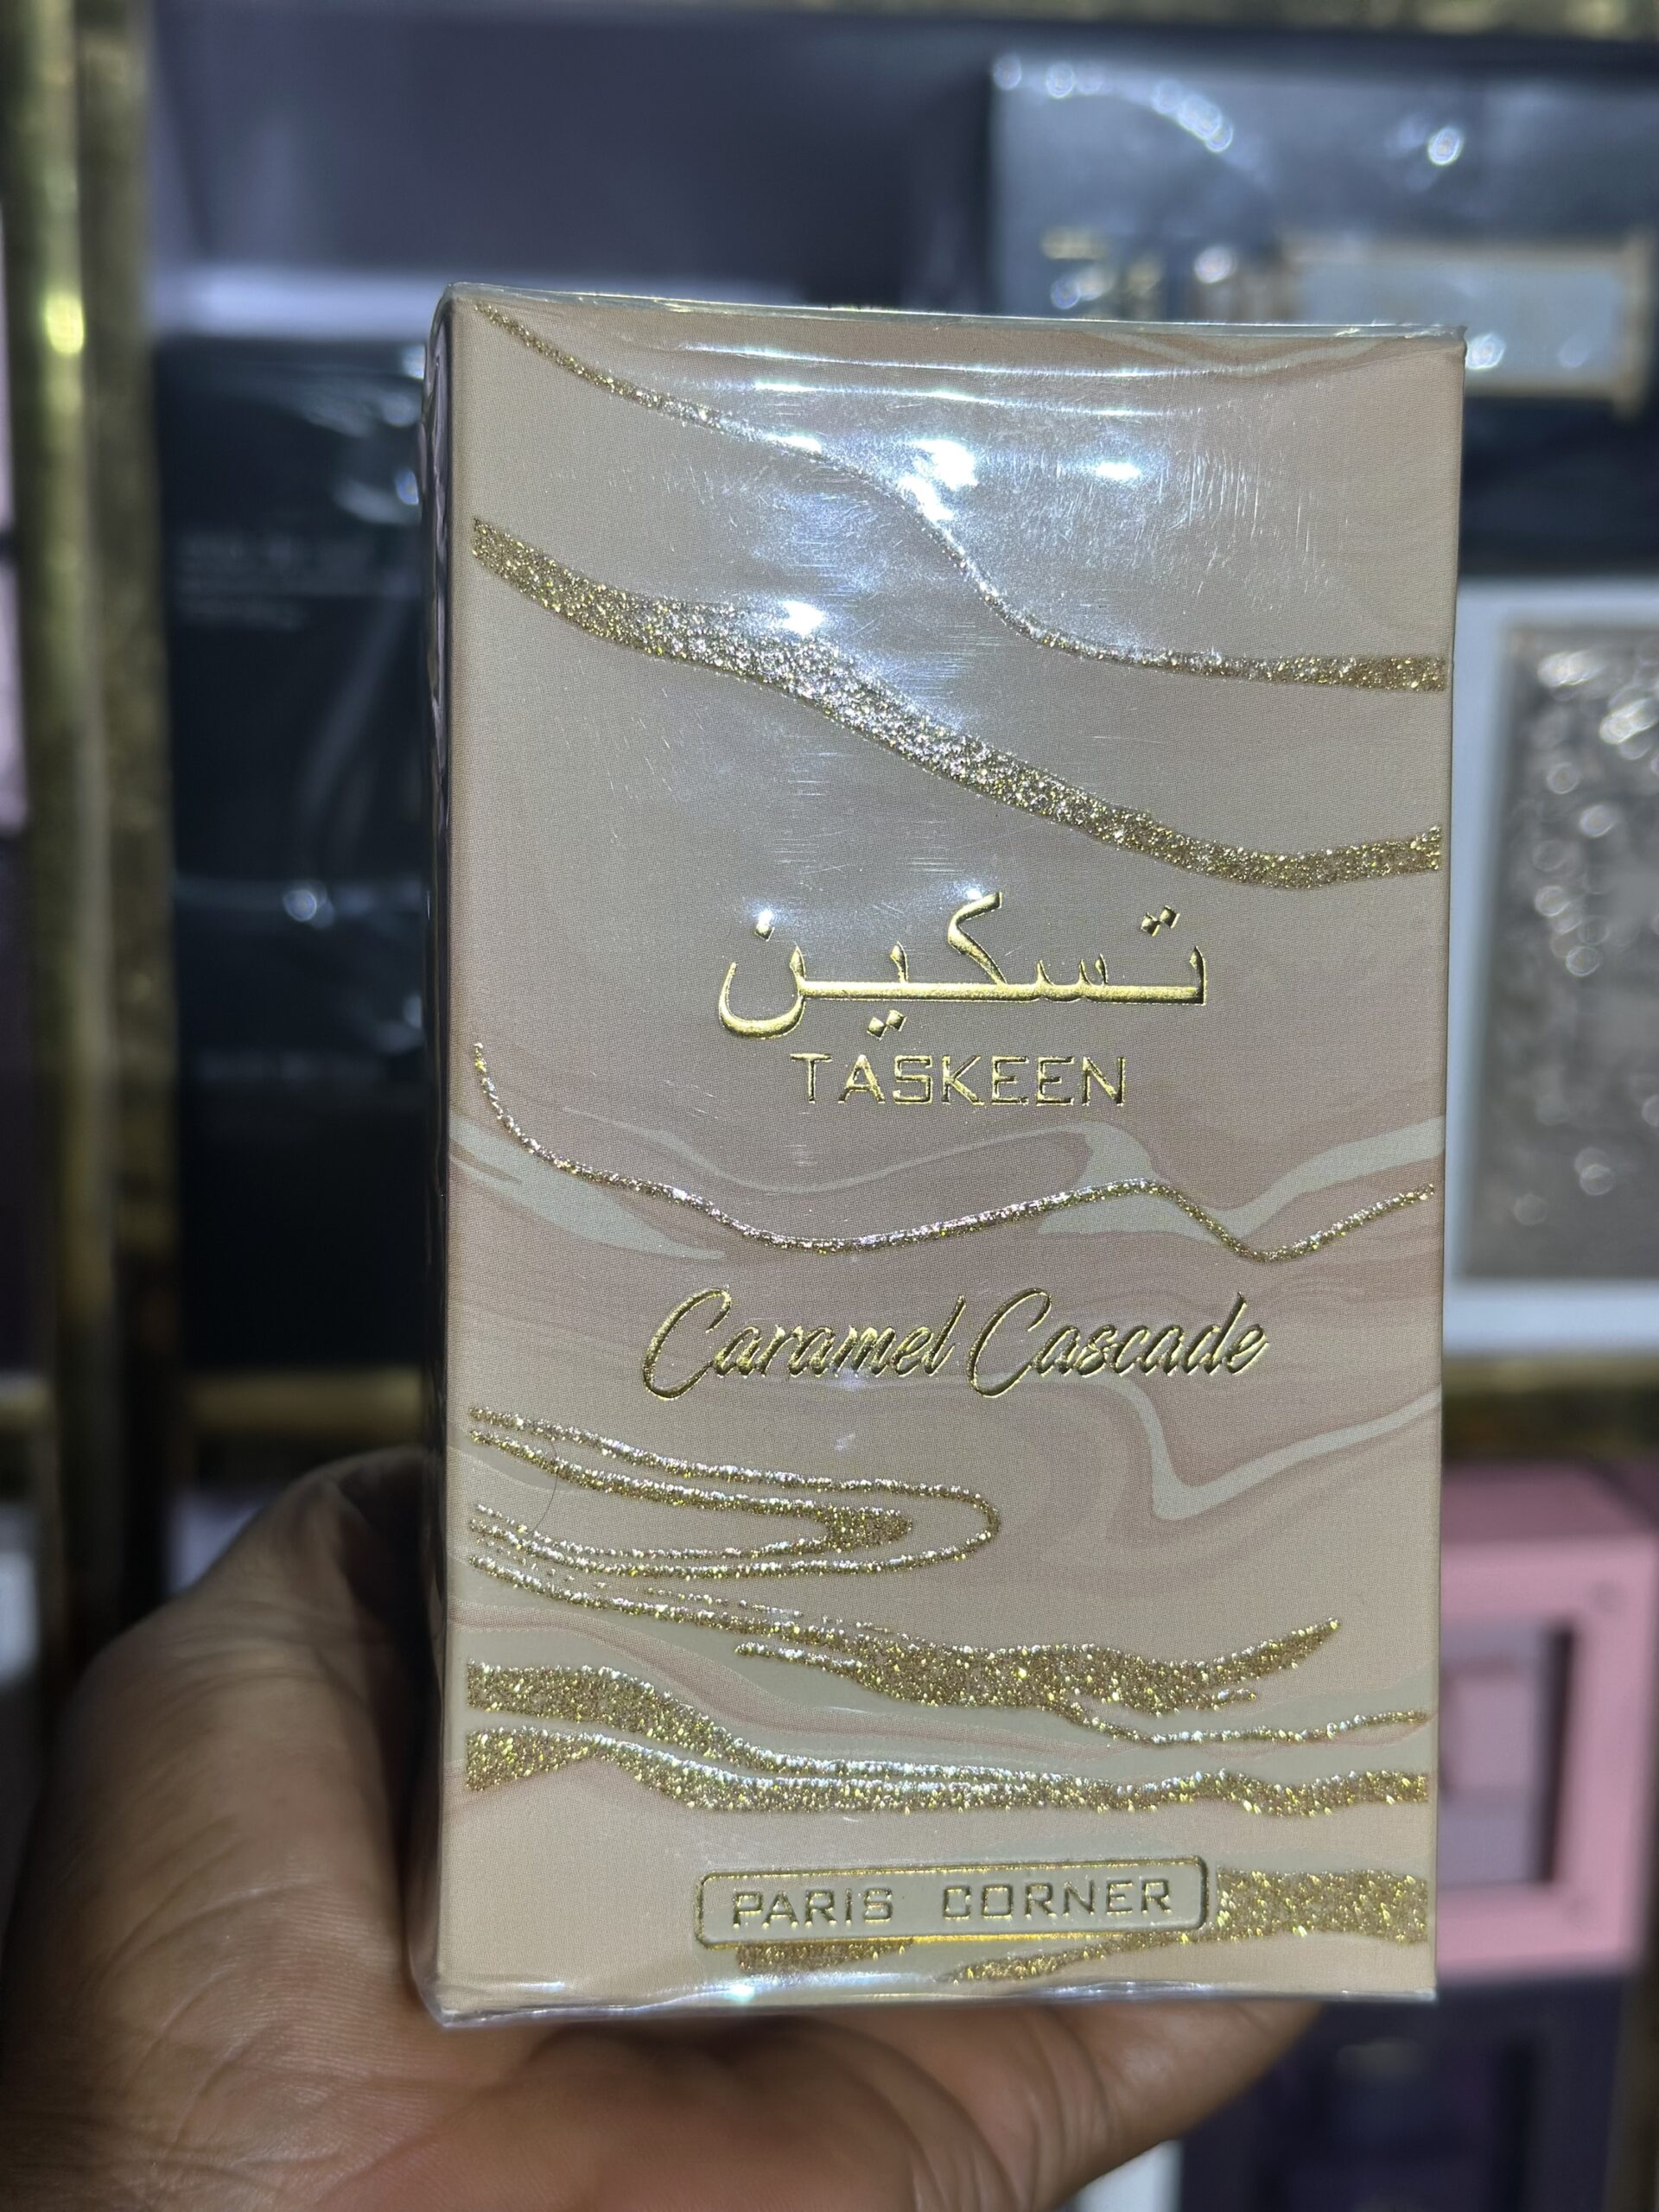 تسكين
TASKEEN
Caramel Cascade
PARIS CORNER